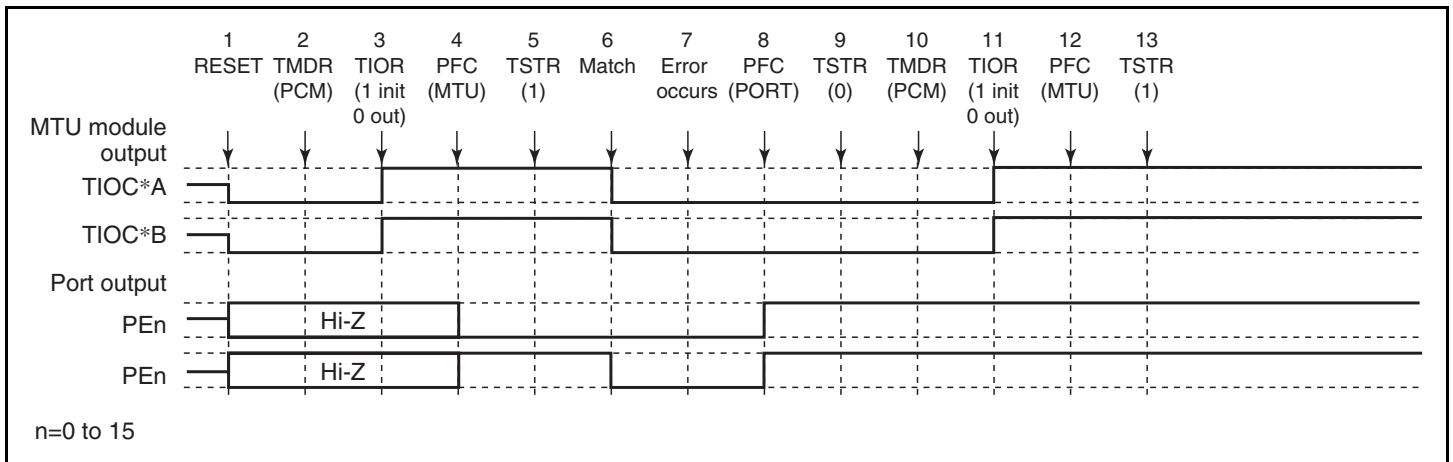 1 2 3 4 5 6 7 8 9 10 11 12 13
RESET TMDR TIOR PFC TSTR Match Error PFC TSTR TMDR TIOR PFC TSTR
(PCM) (1 init (MTU) (1) occurs (PORT) (0) (PCM) (1 init (MTU) (1)
0 out) 0 out)
MTU module
output
TIOC*A
TIOC*B
Port output
PEn Hi-Z
PEn Hi-Z
n=0 to 15